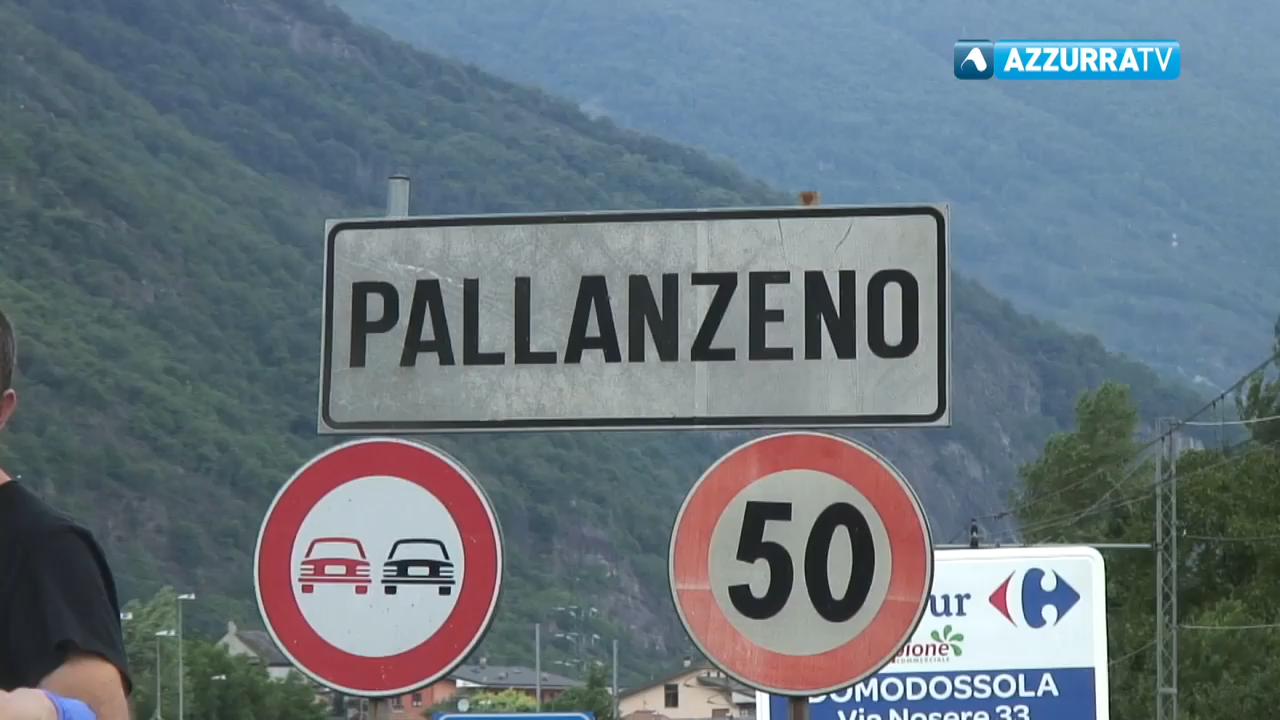 AZZURRATV
PALLANZENO
50
DOMODOSSOLA
Via Nosere 33